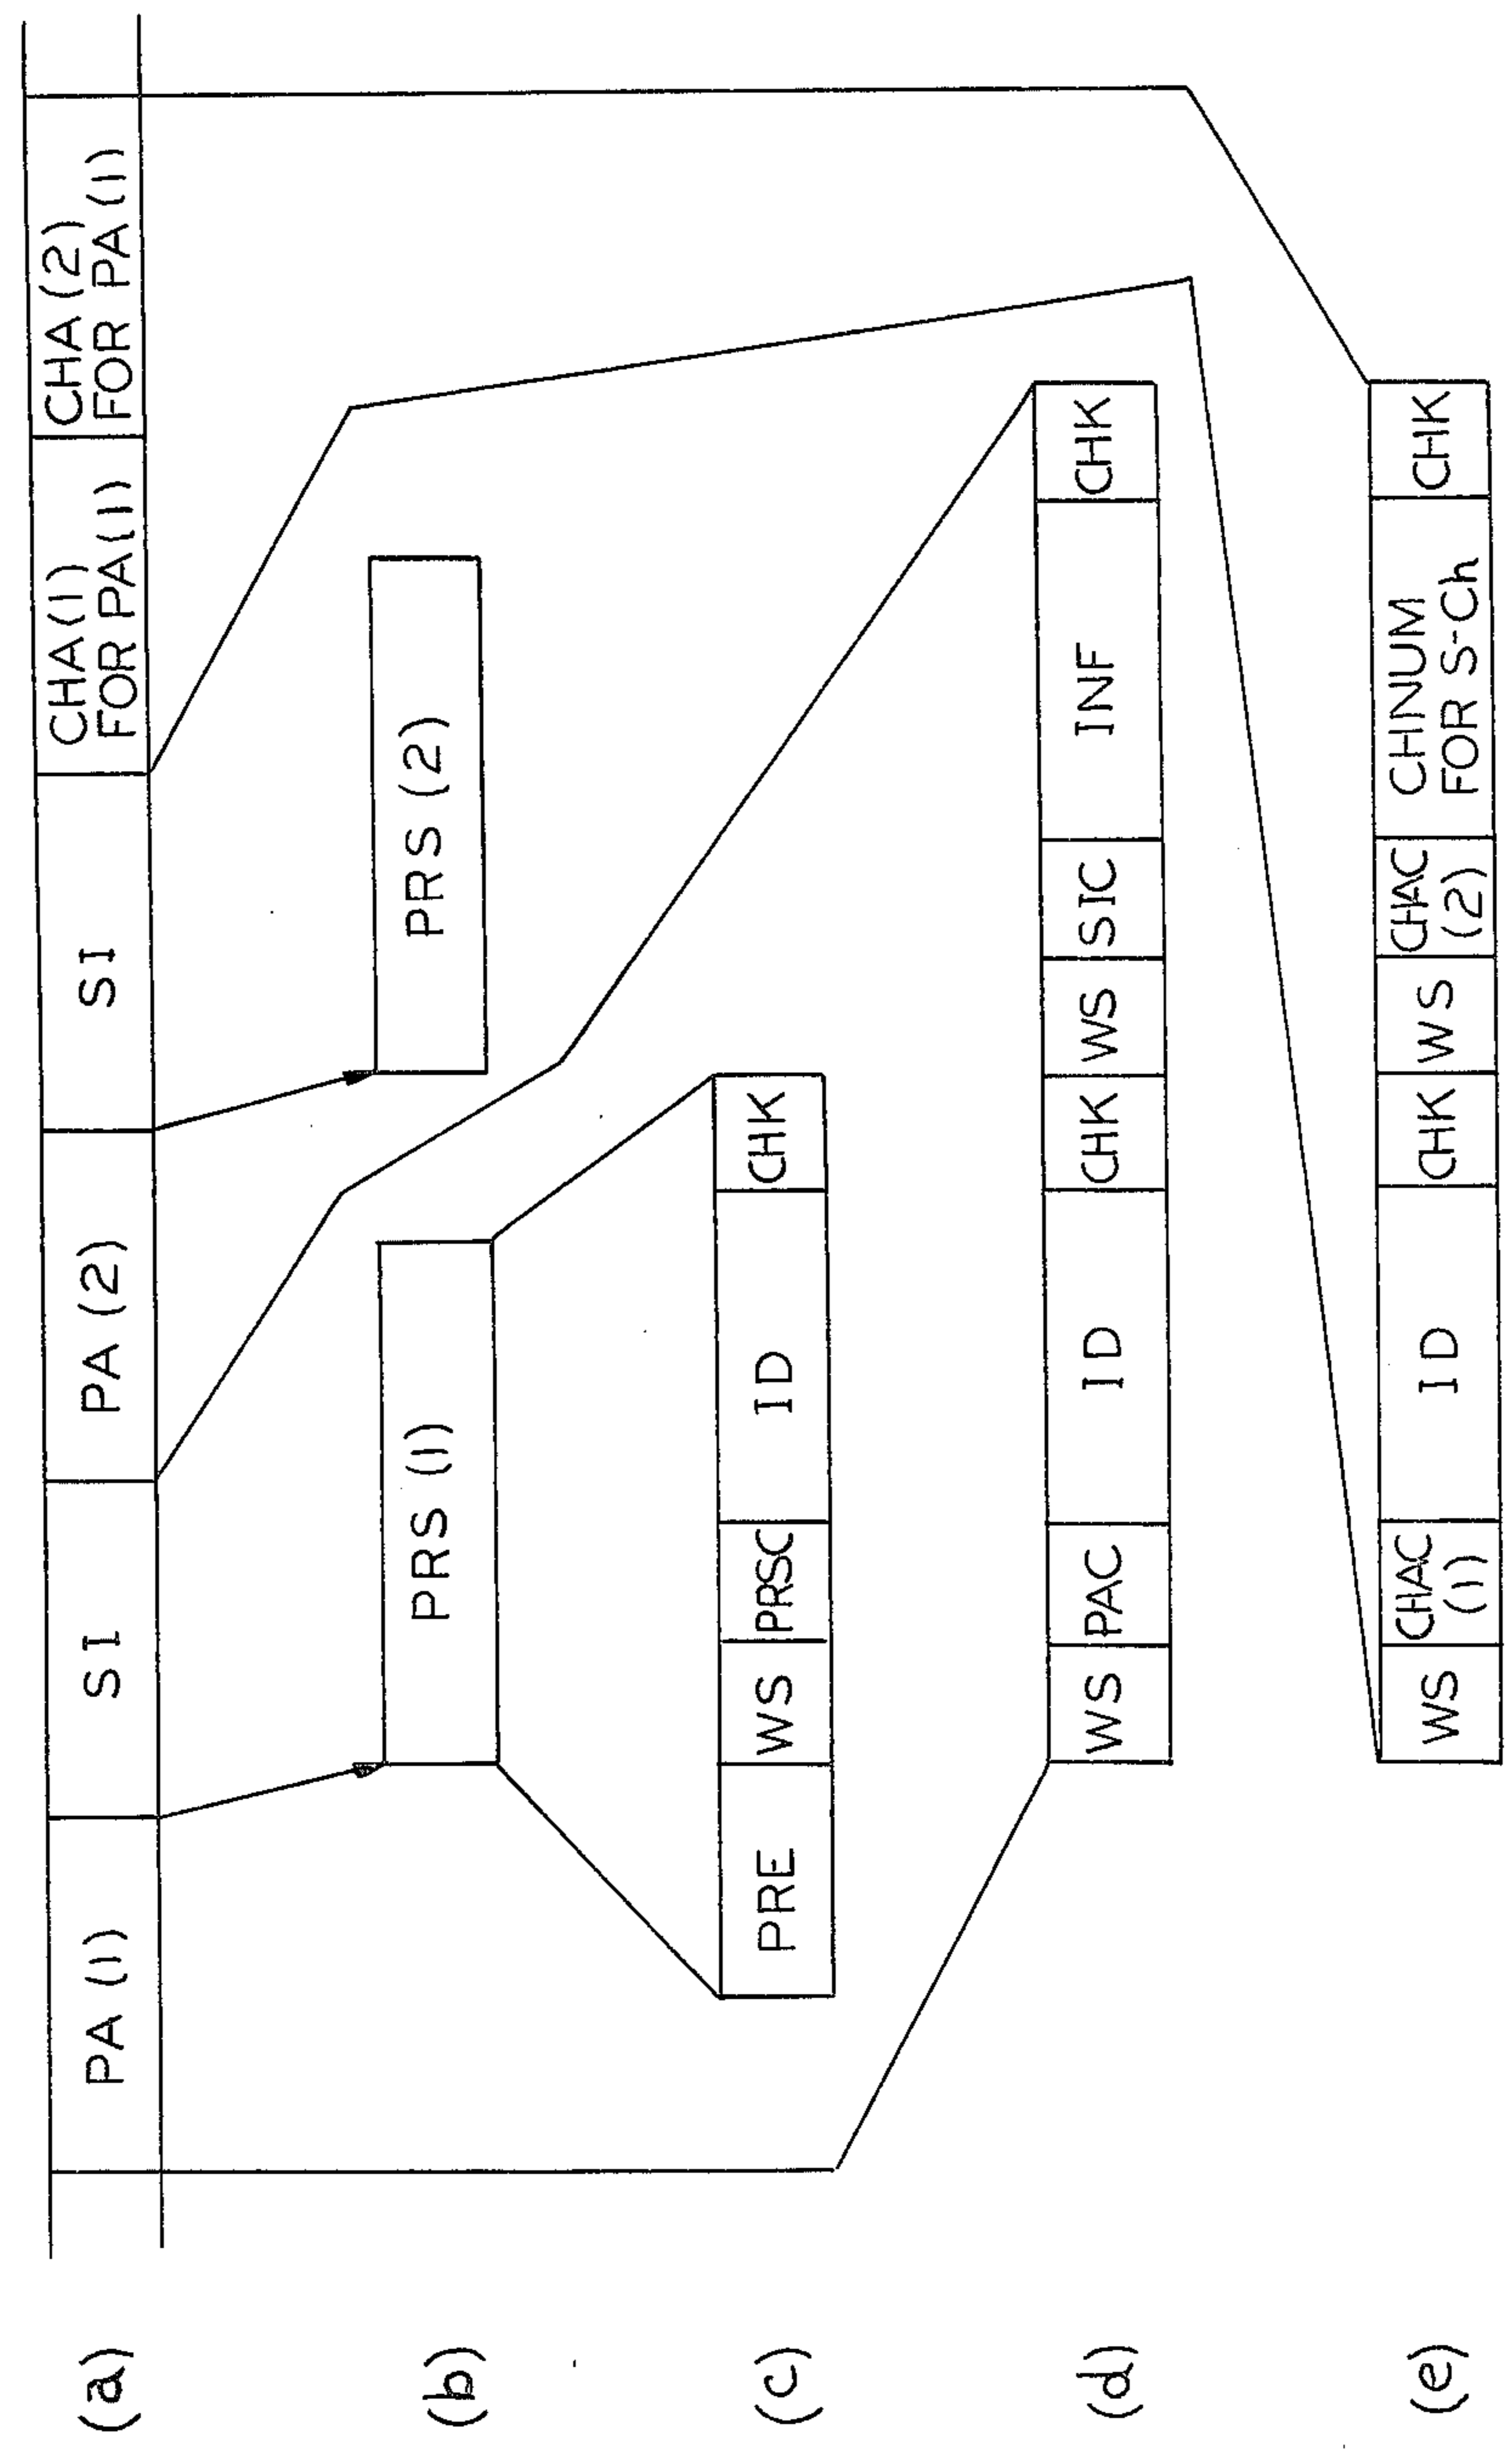 (a)
PA (1)
SI
PA (2)
SI
CHA (1)
FOR PA (1)
CHA (2)
FOR PA (1)
(b)
PRS (1)
PRS (2)
(c)
PRE
WS
PRSC
ID
CHK
(d)
WS
PAC
ID
CHK
WS
SIC
INF
CHK
(e)
WS
CHAC
(1)
ID
CHK
WS
CHAC
(2)
CHNUM
FOR S-Ch
CHK